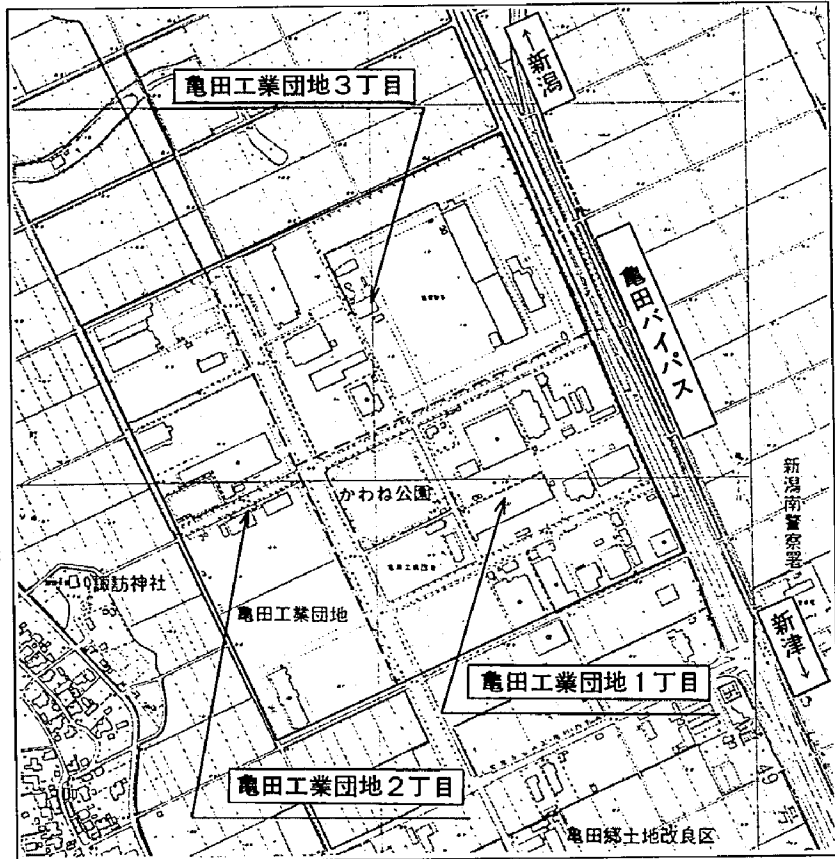 亀田工業団地3丁目
↑新潟
亀田バイパス
かわね公園
新潟南警察署
諏訪神社
亀田工業団地
新津↓
亀田工業団地1丁目
亀田工業団地2丁目
49号
亀田郷土地改良区